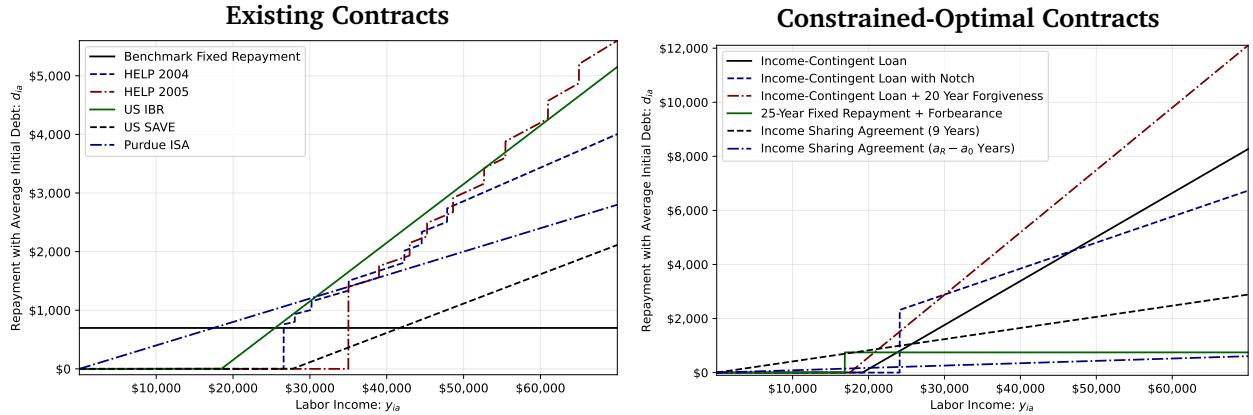 Existing Contracts
Repayment with Average Initial Debt: dᵢₐ
$5,000
$4,000
$3,000
$2,000
$1,000
$0
Benchmark Fixed Repayment
HELP 2004
HELP 2005
US IBR
US SAVE
Purdue ISA
$10,000 $20,000 $30,000 $40,000 $50,000 $60,000
Labor Income: yᵢₐ
Constrained-Optimal Contracts
Repayment with Average Initial Debt: dᵢₐ
$12,000
$10,000
$8,000
$6,000
$4,000
$2,000
$0
Income-Contingent Loan
Income-Contingent Loan with Notch
Income-Contingent Loan + 20 Year Forgiveness
25-Year Fixed Repayment + Forbearance
Income Sharing Agreement (9 Years)
Income Sharing Agreement (a_R − a₀ Years)
$10,000 $20,000 $30,000 $40,000 $50,000 $60,000
Labor Income: yᵢₐ